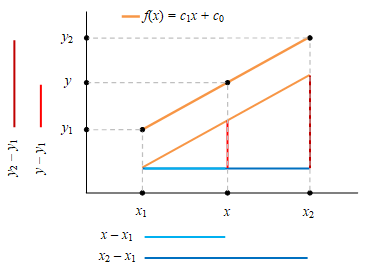 f(x) = c₁x + c₀
y₂
y
y₁
y₂ – y₁
y – y₁
x₁
x
x₂
x – x₁
x₂ – x₁